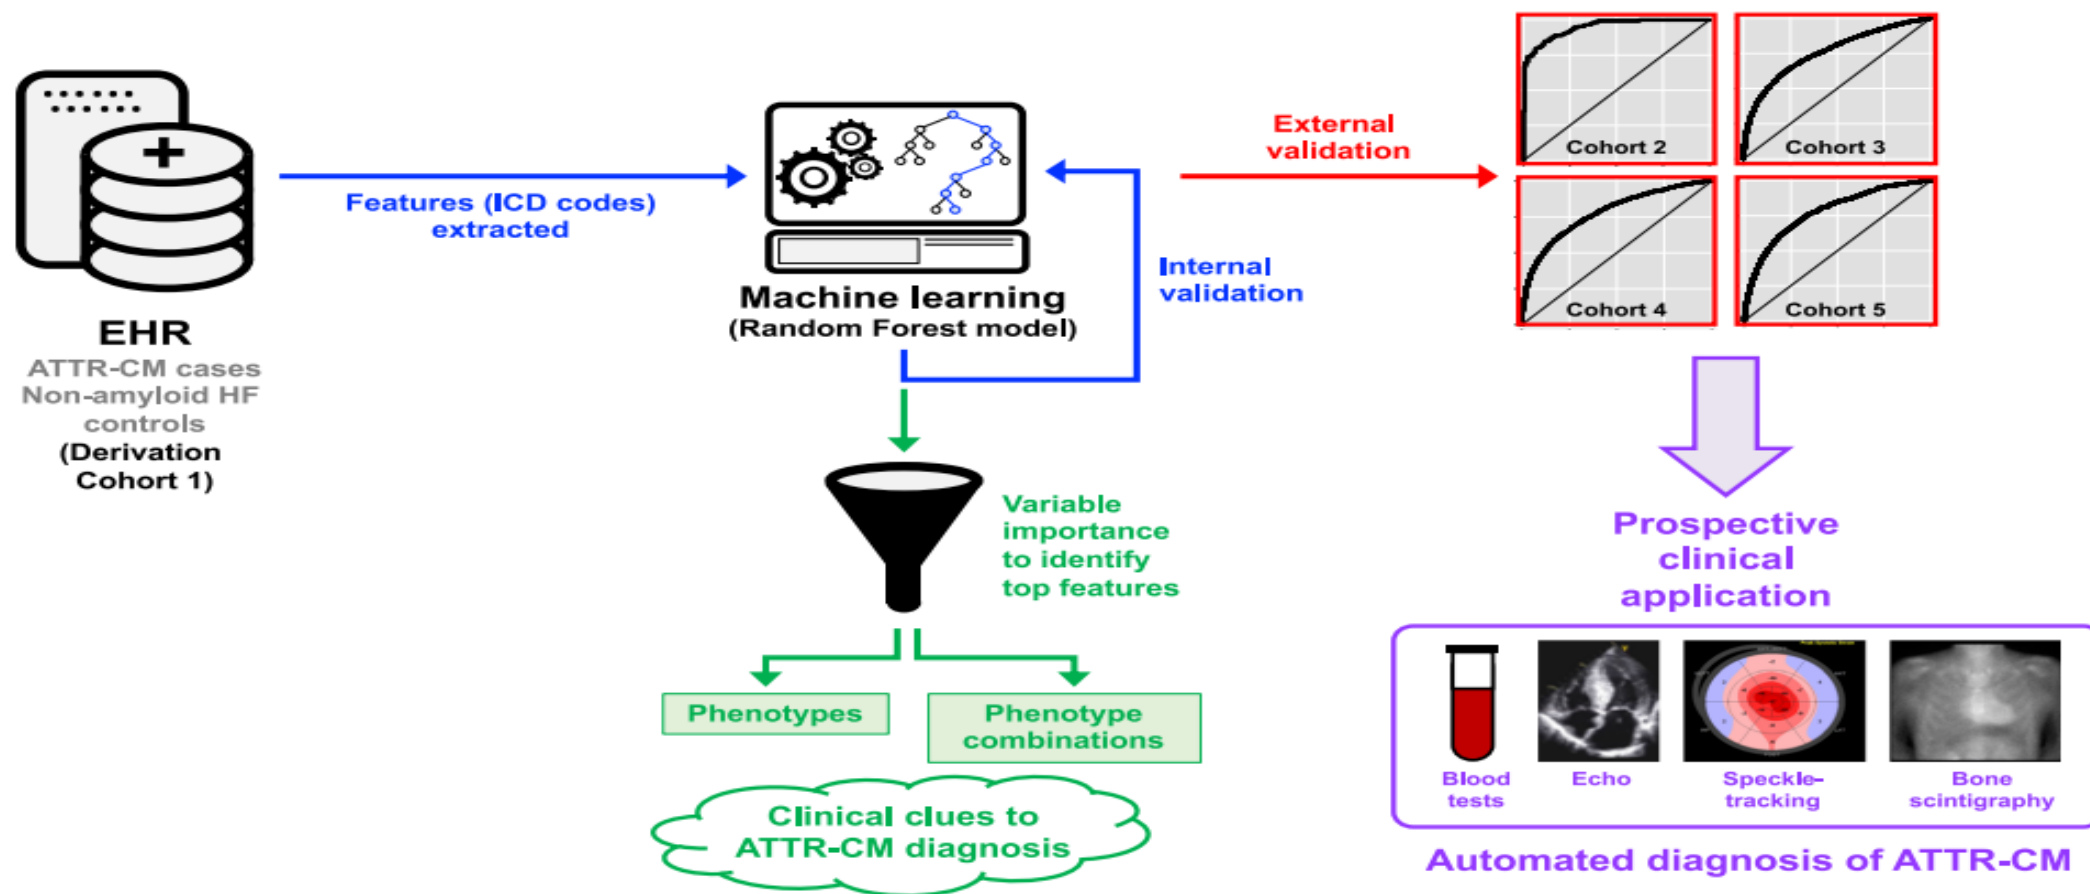 EHR
ATTR-CM cases
Non-amyloid HF
controls
(Derivation
Cohort 1)
Features (ICD codes)
extracted
Machine learning
(Random Forest model)
Internal
validation
External
validation
Cohort 2
Cohort 3
Cohort 4
Cohort 5
Variable
importance
to identify
top features
Phenotypes
Phenotype
combinations
Clinical clues to
ATTR-CM diagnosis
Prospective
clinical
application
Blood
tests
Echo
Speckle-
tracking
Bone
scintigraphy
Automated diagnosis of ATTR-CM